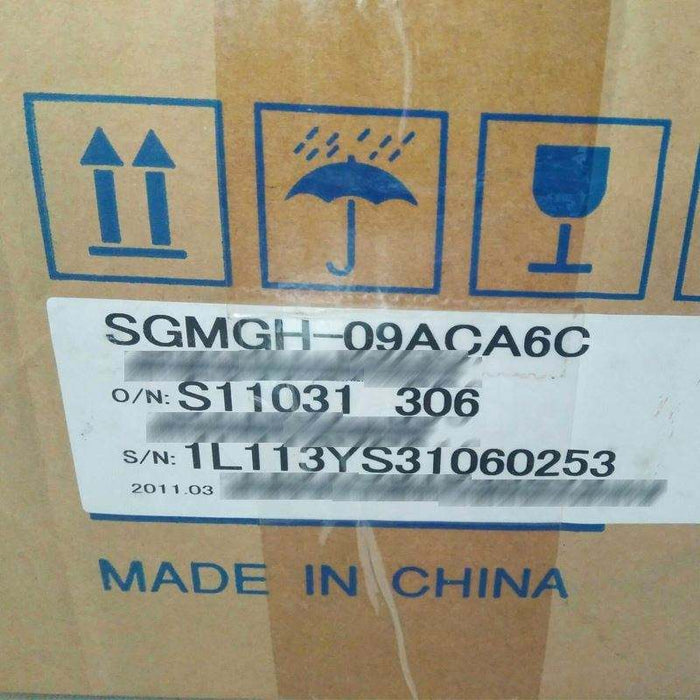 SGMGH-09ACA6C
O/N: S11031 306
S/N: 1L113YS31060253
2011.03
MADE IN CHINA